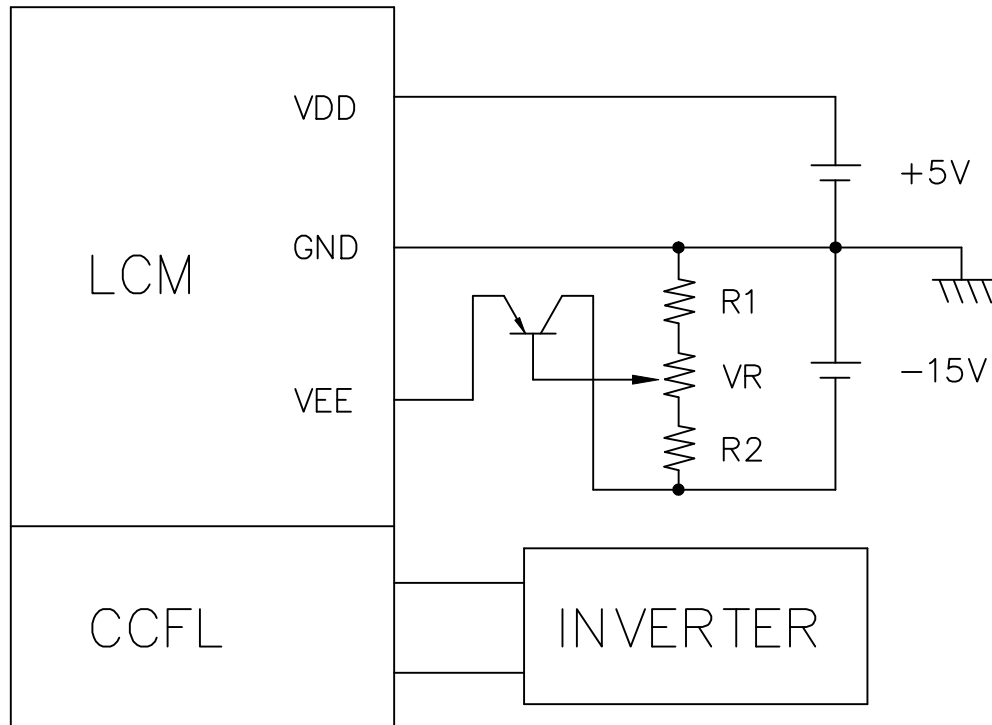 VDD
+5V
GND
LCM
R1
VR
−15V
VEE
R2
CCFL
INVERTER